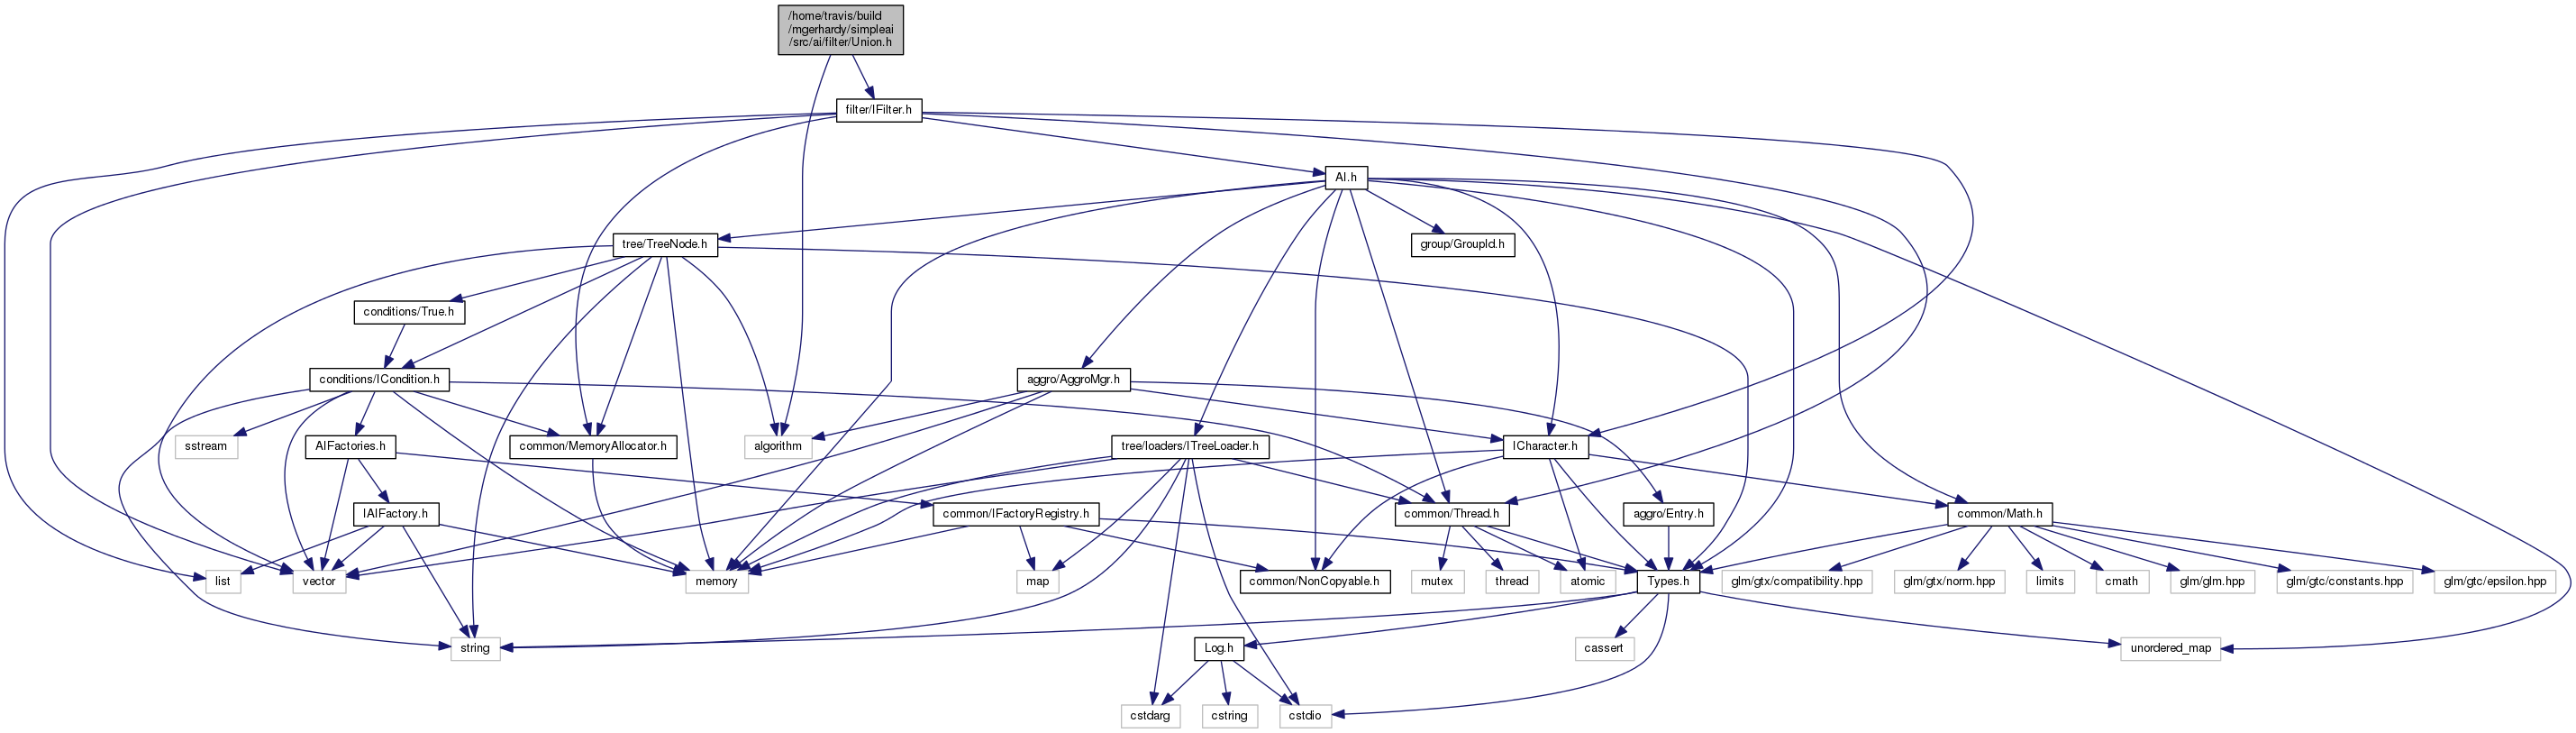 /home/travis/build
/mgerhardy/simpleai
/src/ai/filter/Union.h
filter/IFilter.h
AI.h
tree/TreeNode.h
group/GroupId.h
conditions/True.h
conditions/ICondition.h
aggro/AggroMgr.h
sstream
AIFactories.h
common/MemoryAllocator.h
algorithm
tree/loaders/ITreeLoader.h
ICharacter.h
IAIFactory.h
common/IFactoryRegistry.h
common/Thread.h
aggro/Entry.h
common/Math.h
list
vector
memory
map
common/NonCopyable.h
mutex
thread
atomic
Types.h
glm/gtx/compatibility.hpp
glm/gtx/norm.hpp
limits
cmath
glm/glm.hpp
glm/gtc/constants.hpp
glm/gtc/epsilon.hpp
string
Log.h
cassert
unordered_map
cstdarg
cstring
cstdio